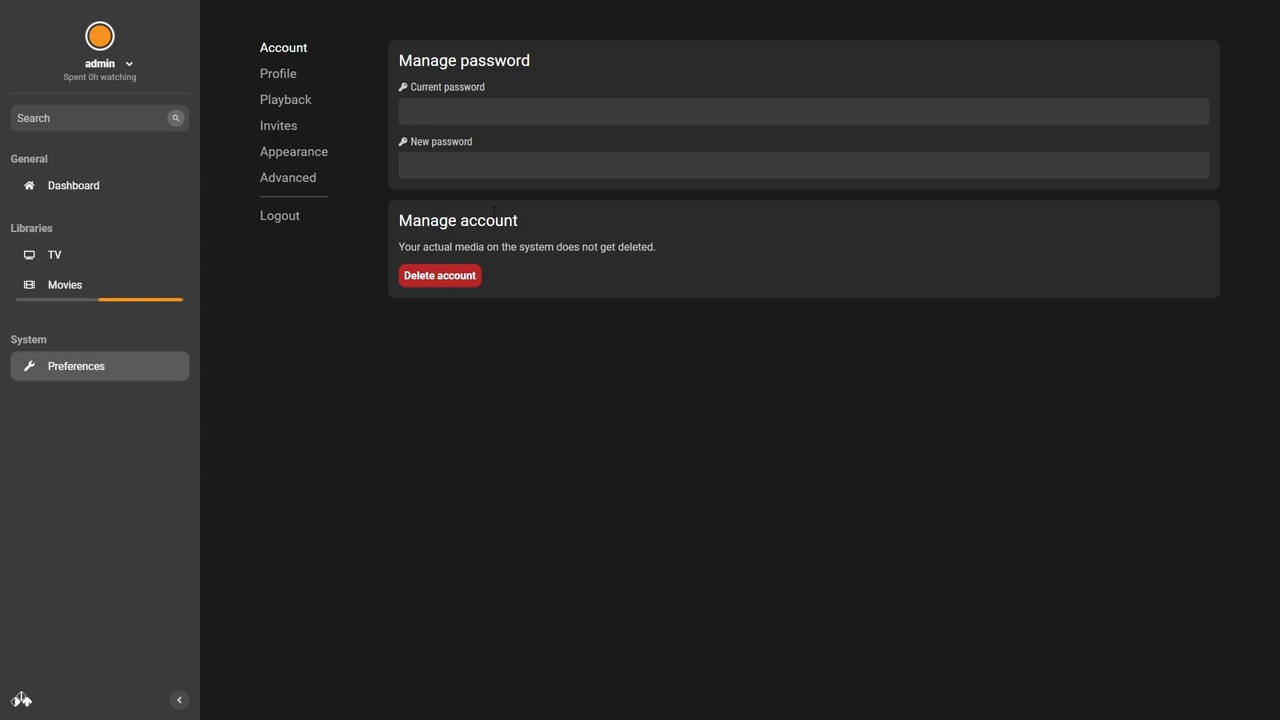 admin
Spent 0h watching
Search
General
Dashboard
Libraries
TV
Movies
System
Preferences
Account
Profile
Playback
Invites
Appearance
Advanced
Logout
Manage password
Current password
New password
Manage account
Your actual media on the system does not get deleted.
Delete account